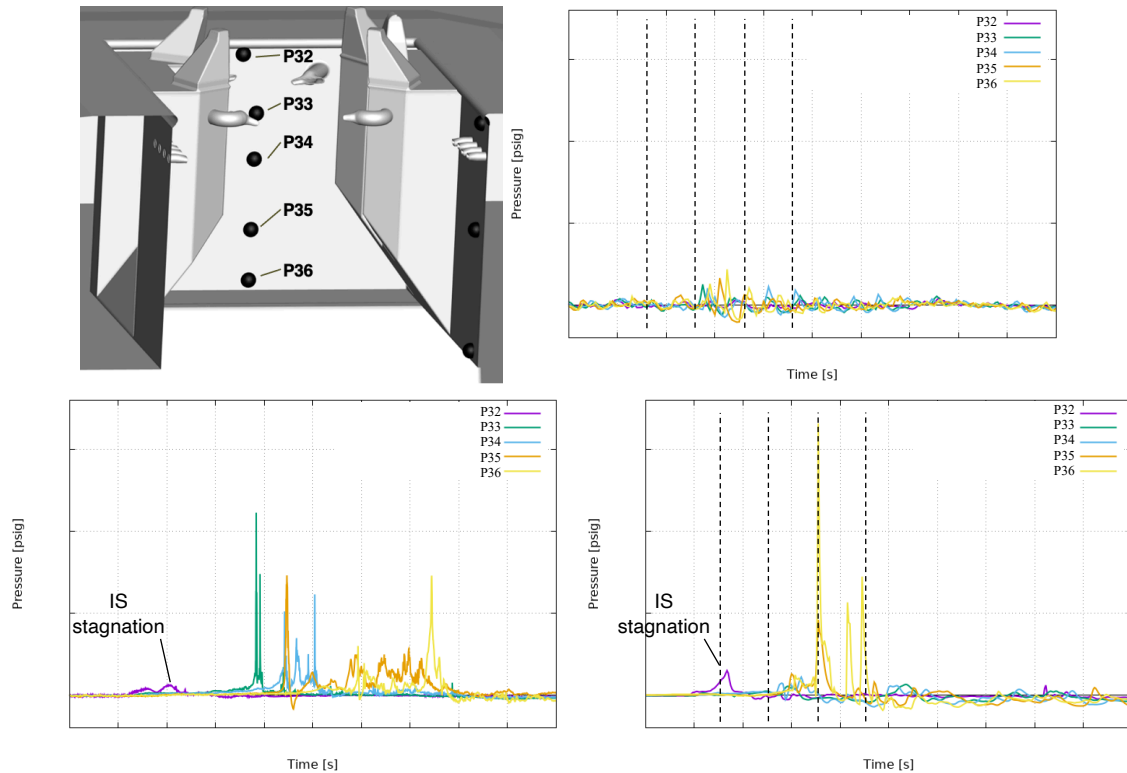 P32
P33
P34
P35
P36
Pressure [psig]
P32
P33
P34
P35
P36
Time [s]
Pressure [psig]
P32
P33
P34
P35
P36
IS
stagnation
Time [s]
Pressure [psig]
P32
P33
P34
P35
P36
IS
stagnation
Time [s]